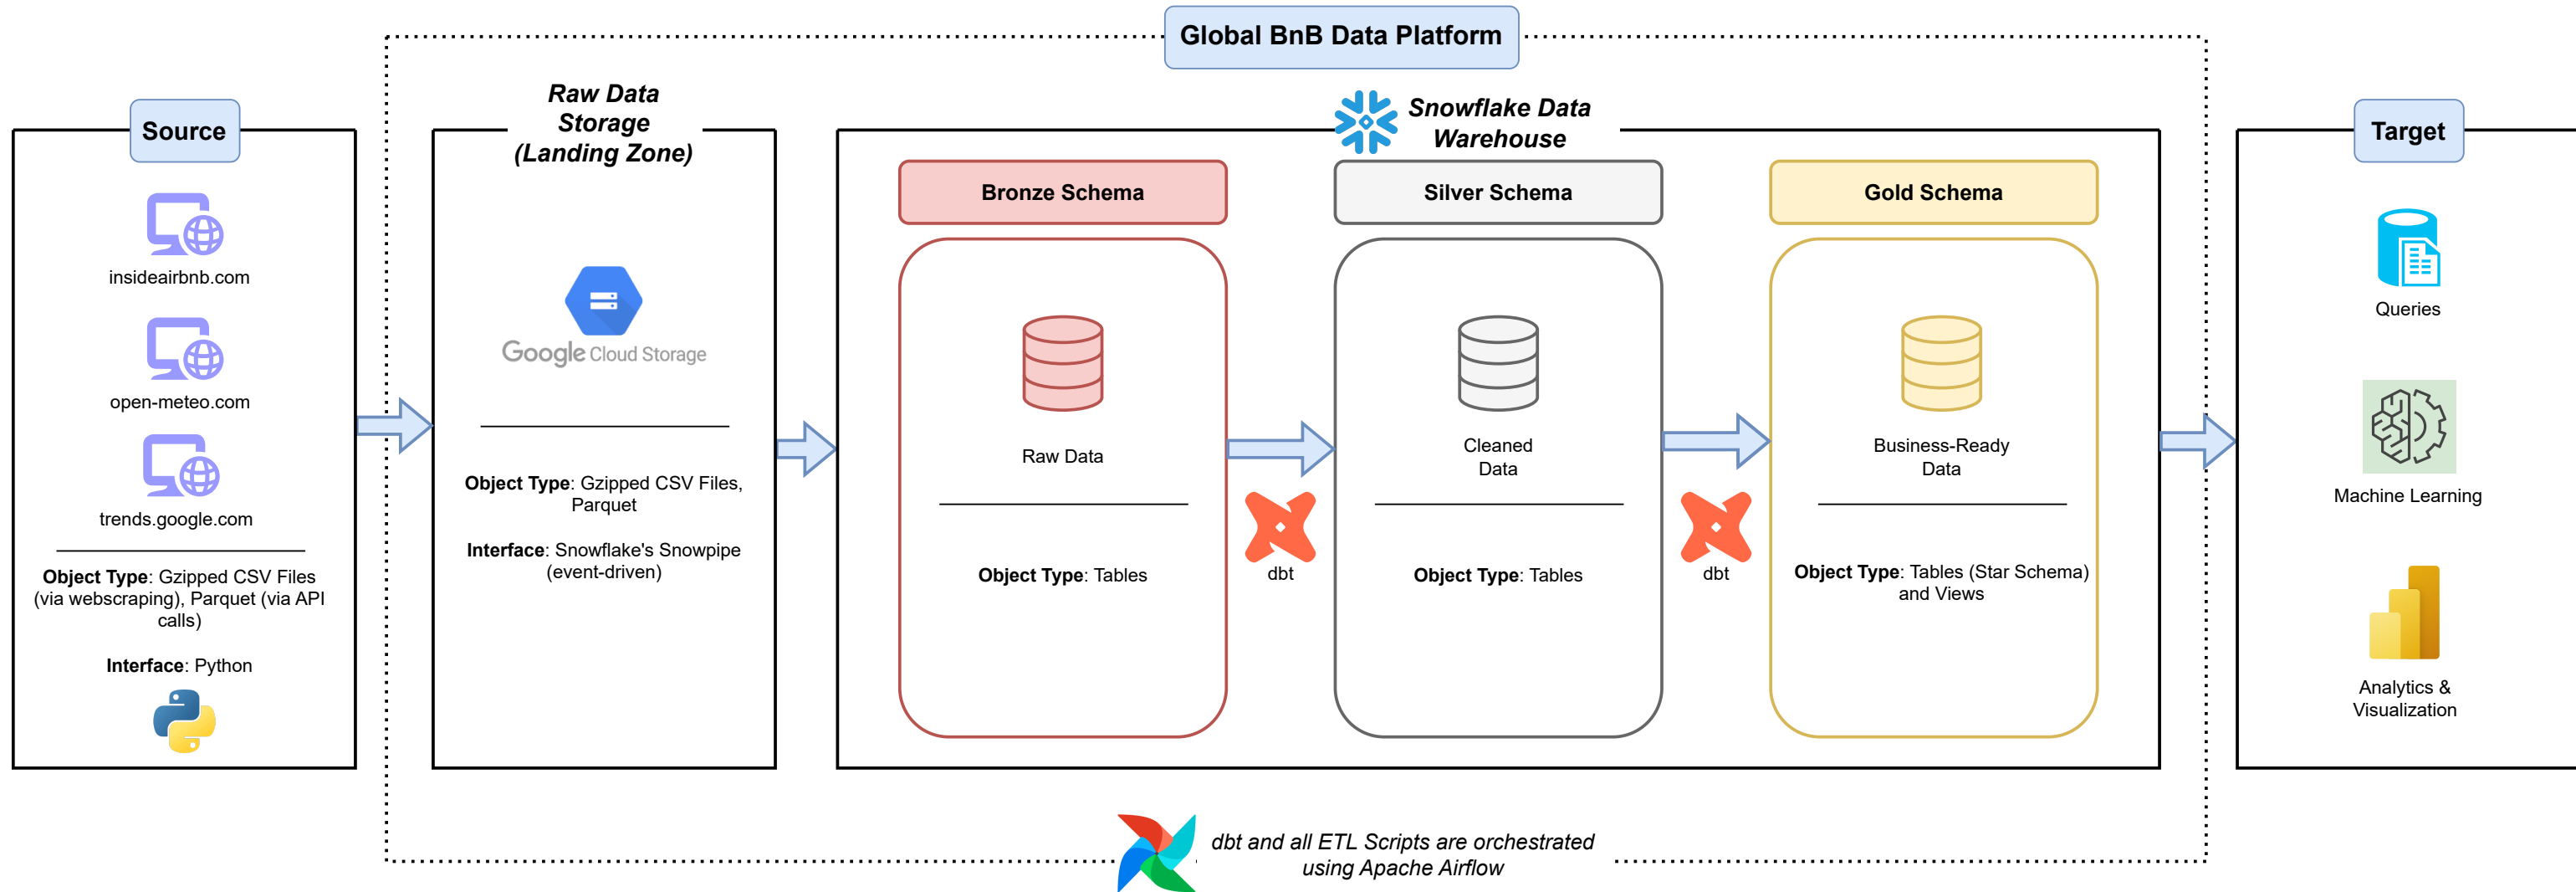 Global BnB Data Platform
Source
insideairbnb.com
open-meteo.com
trends.google.com
Object Type: Gzipped CSV Files
(via webscraping), Parquet (via API
calls)
Interface: Python
Raw Data
Storage
(Landing Zone)
Google Cloud Storage
Object Type: Gzipped CSV Files,
Parquet
Interface: Snowflake's Snowpipe
(event-driven)
Snowflake Data
Warehouse
Bronze Schema
Raw Data
Object Type: Tables
dbt
Silver Schema
Cleaned
Data
Object Type: Tables
dbt
Gold Schema
Business-Ready
Data
Object Type: Tables (Star Schema)
and Views
Target
Queries
Machine Learning
Analytics &
Visualization
dbt and all ETL Scripts are orchestrated
using Apache Airflow